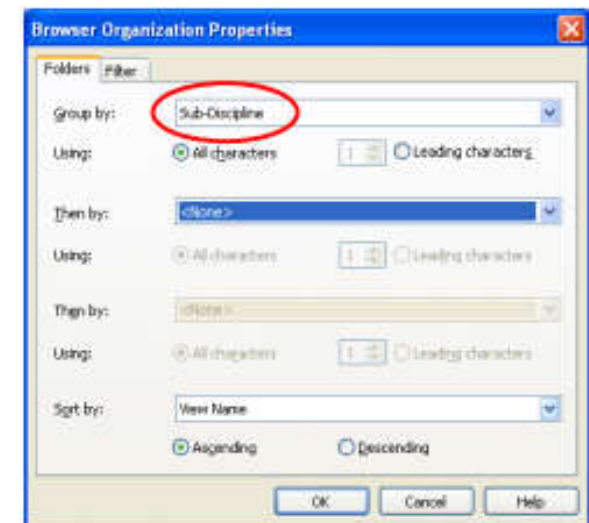 Browser Organization Properties
Folders Filter
Group by: Sub-Discipline
Using: All characters 1 Leading characters
Then by: <None>
Using: All characters 1 Leading characters
Then by: <None>
Using: All characters 1 Leading characters
Sort by: View Name
Ascending Descending
OK Cancel Help